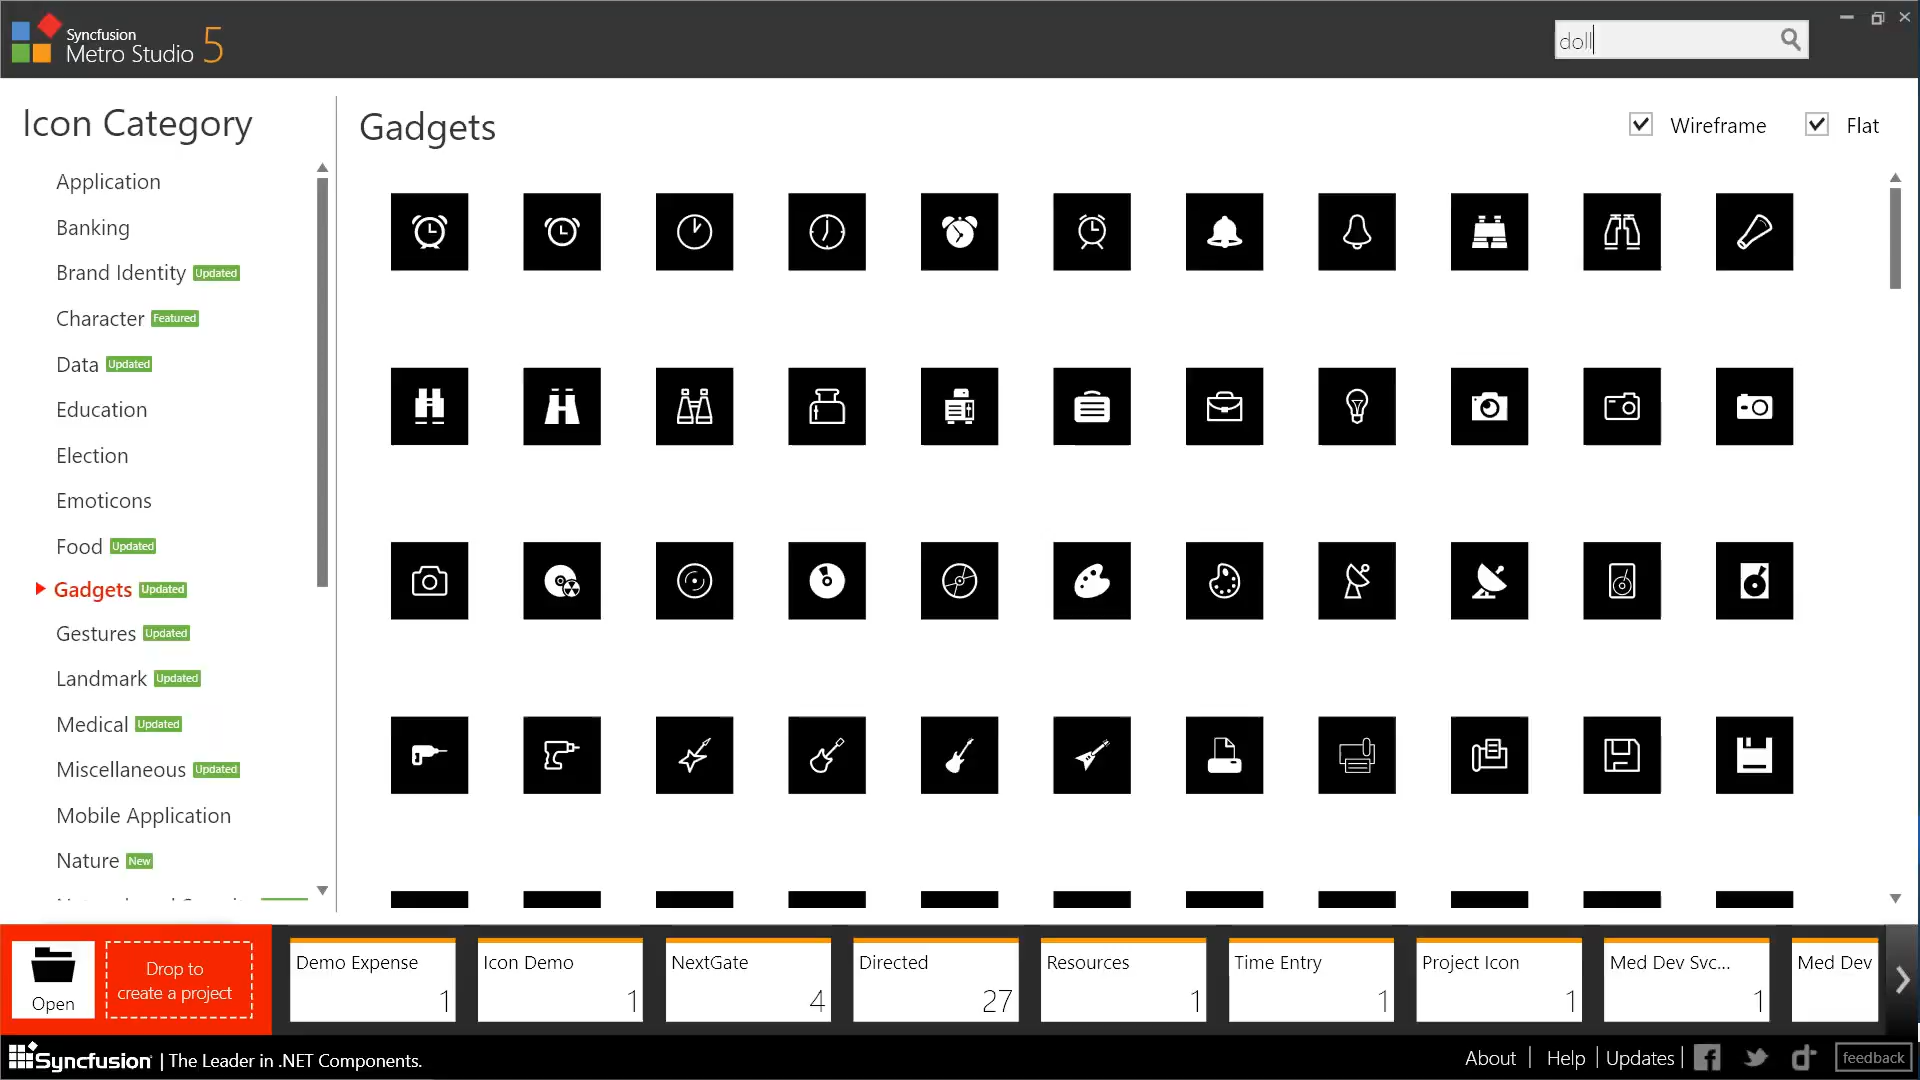 Syncfusion
Metro Studio 5
doll
Icon Category
Application
Banking
Brand Identity Updated
Character Featured
Data Updated
Education
Election
Emoticons
Food Updated
Gadgets Updated
Gestures Updated
Landmark Updated
Medical Updated
Miscellaneous Updated
Mobile Application
Nature New
Gadgets
Wireframe
Flat
Open
Drop to
create a project
Demo Expense
1
Icon Demo
1
NextGate
4
Directed
27
Resources
1
Time Entry
1
Project Icon
1
Med Dev Svc...
1
Med Dev
Syncfusion | The Leader in .NET Components.
About | Help | Updates |
feedback